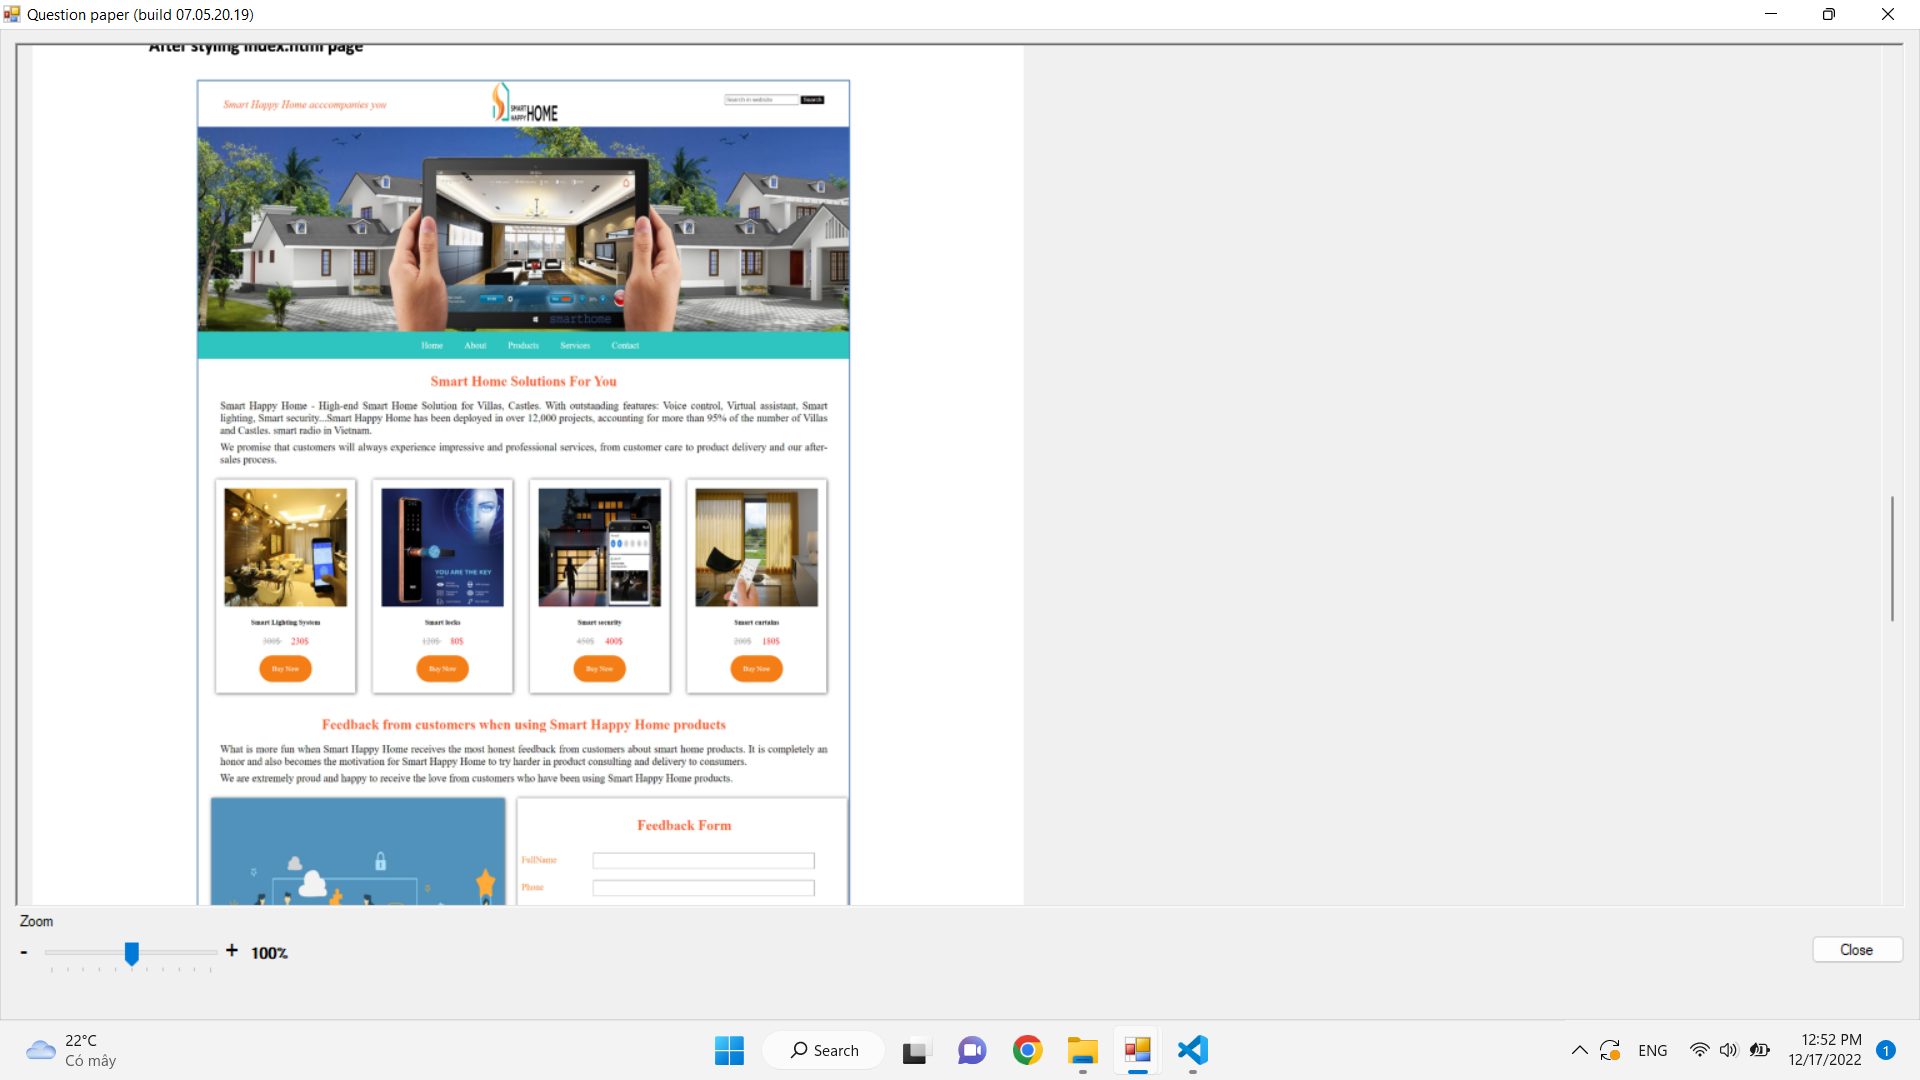 Question paper (build 07.05.20.19)
After styling index.html page
Smart Happy Home acccompanies you
SMART
HAPPY HOME
Search in website
Search
smarthome
Home About Products Services Contact
Smart Home Solutions For You
Smart Happy Home - High-end Smart Home Solution for Villas, Castles. With outstanding features: Voice control, Virtual assistant, Smart
lighting, Smart security...Smart Happy Home has been deployed in over 12,000 projects, accounting for more than 95% of the number of Villas
and Castles. smart radio in Vietnam.
We promise that customers will always experience impressive and professional services, from customer care to product delivery and our after-
sales process.
YOU ARE THE KEY
Smart Lighting System Smart locks Smart security Smart curtains
300$ 230$ 120$ 80$ 450$ 400$ 200$ 180$
Buy Now Buy Now Buy Now Buy Now
Feedback from customers when using Smart Happy Home products
What is more fun when Smart Happy Home receives the most honest feedback from customers about smart home products. It is completely an
honor and also becomes the motivation for Smart Happy Home to try harder in product consulting and delivery to consumers.
We are extremely proud and happy to receive the love from customers who have been using Smart Happy Home products.
Feedback Form
FullName
Phone
Zoom
- + 100%
Close
22°C
Có mây
Search
ENG
12:52 PM
12/17/2022
1